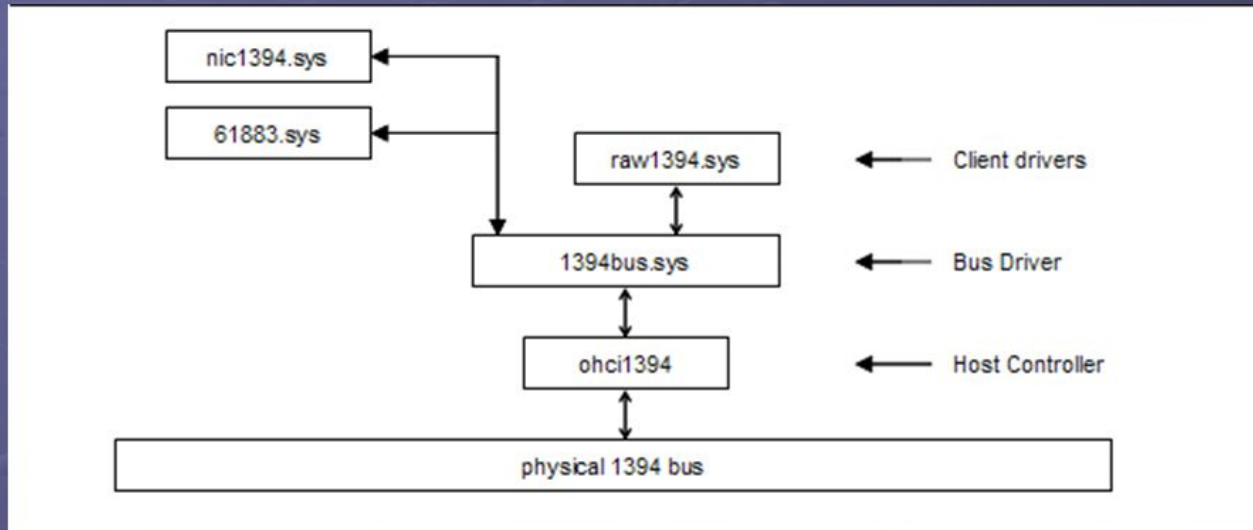 nic1394.sys
61883.sys
raw1394.sys
Client drivers
1394bus.sys
Bus Driver
ohci1394
Host Controller
physical 1394 bus